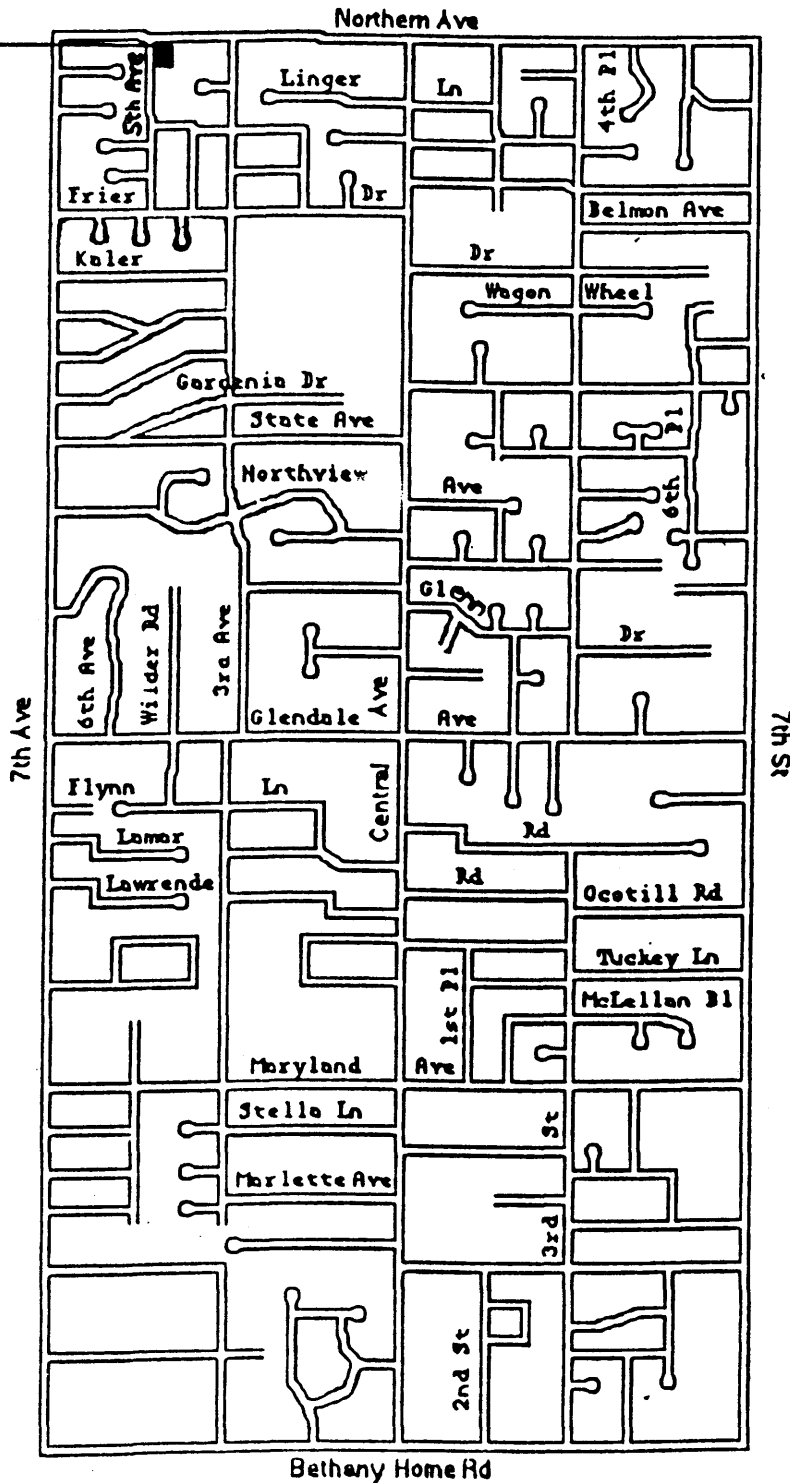 Northern Ave
5th Ave
Linger
Ln
4th Pl
Frier
Dr
Belmon Ave
Kaler
Dr
Wagon Wheel
Gardenia Dr
State Ave
Pl
Northview
Ave
6th
Glenn
Dr
6th Ave
Wilder Rd
3rd Ave
Glendale
Ave
Ave
7th Ave
7th St
Flynn
Ln
Central
Lamar
Rd
Lawrende
Rd
Ocotill Rd
Tuckey Ln
1st Pl
McLellan Bl
Maryland
Ave
Stella Ln
St
Marlette Ave
3rd
2nd St
Bethany Home Rd